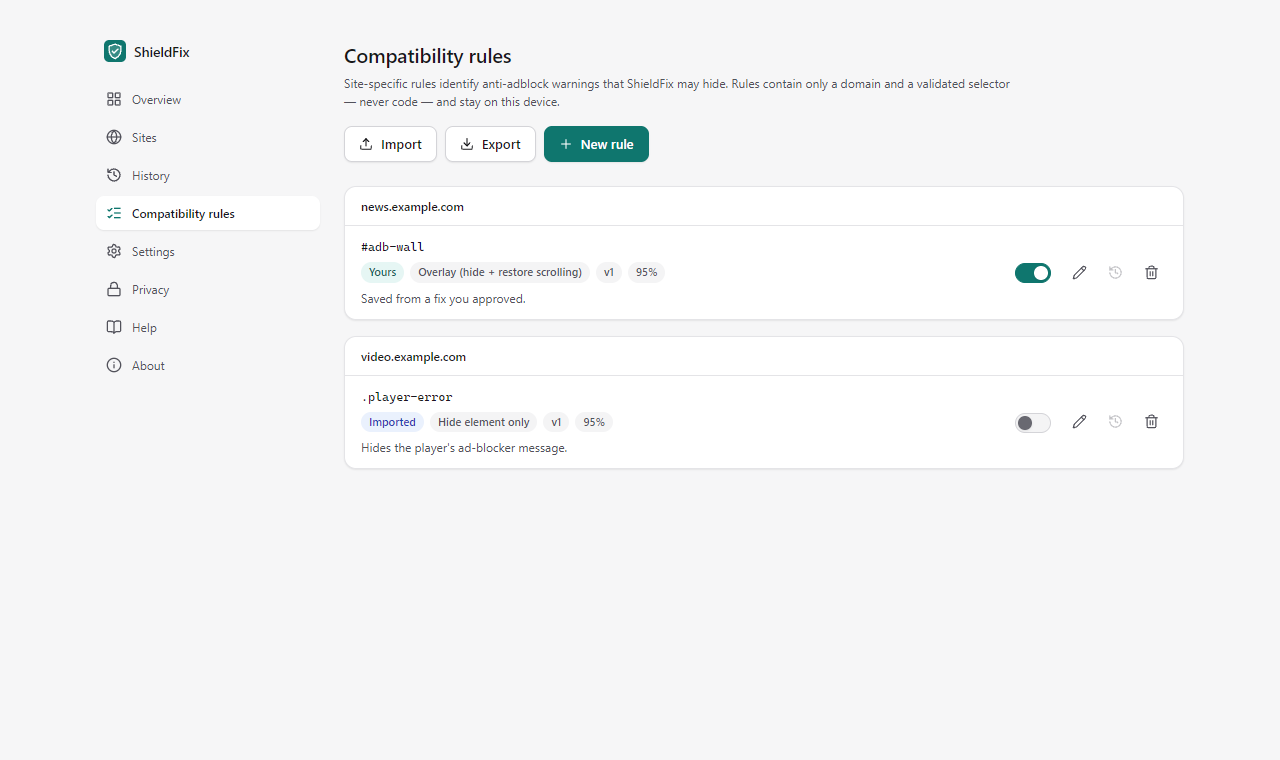 ShieldFix
Overview
Sites
History
Compatibility rules
Settings
Privacy
Help
About
Compatibility rules
Site-specific rules identify anti-adblock warnings that ShieldFix may hide. Rules contain only a domain and a validated selector
— never code — and stay on this device.
Import
Export
New rule
news.example.com
#adb-wall
Yours Overlay (hide + restore scrolling) v1 95%
Saved from a fix you approved.
video.example.com
.player-error
Imported Hide element only v1 95%
Hides the player's ad-blocker message.